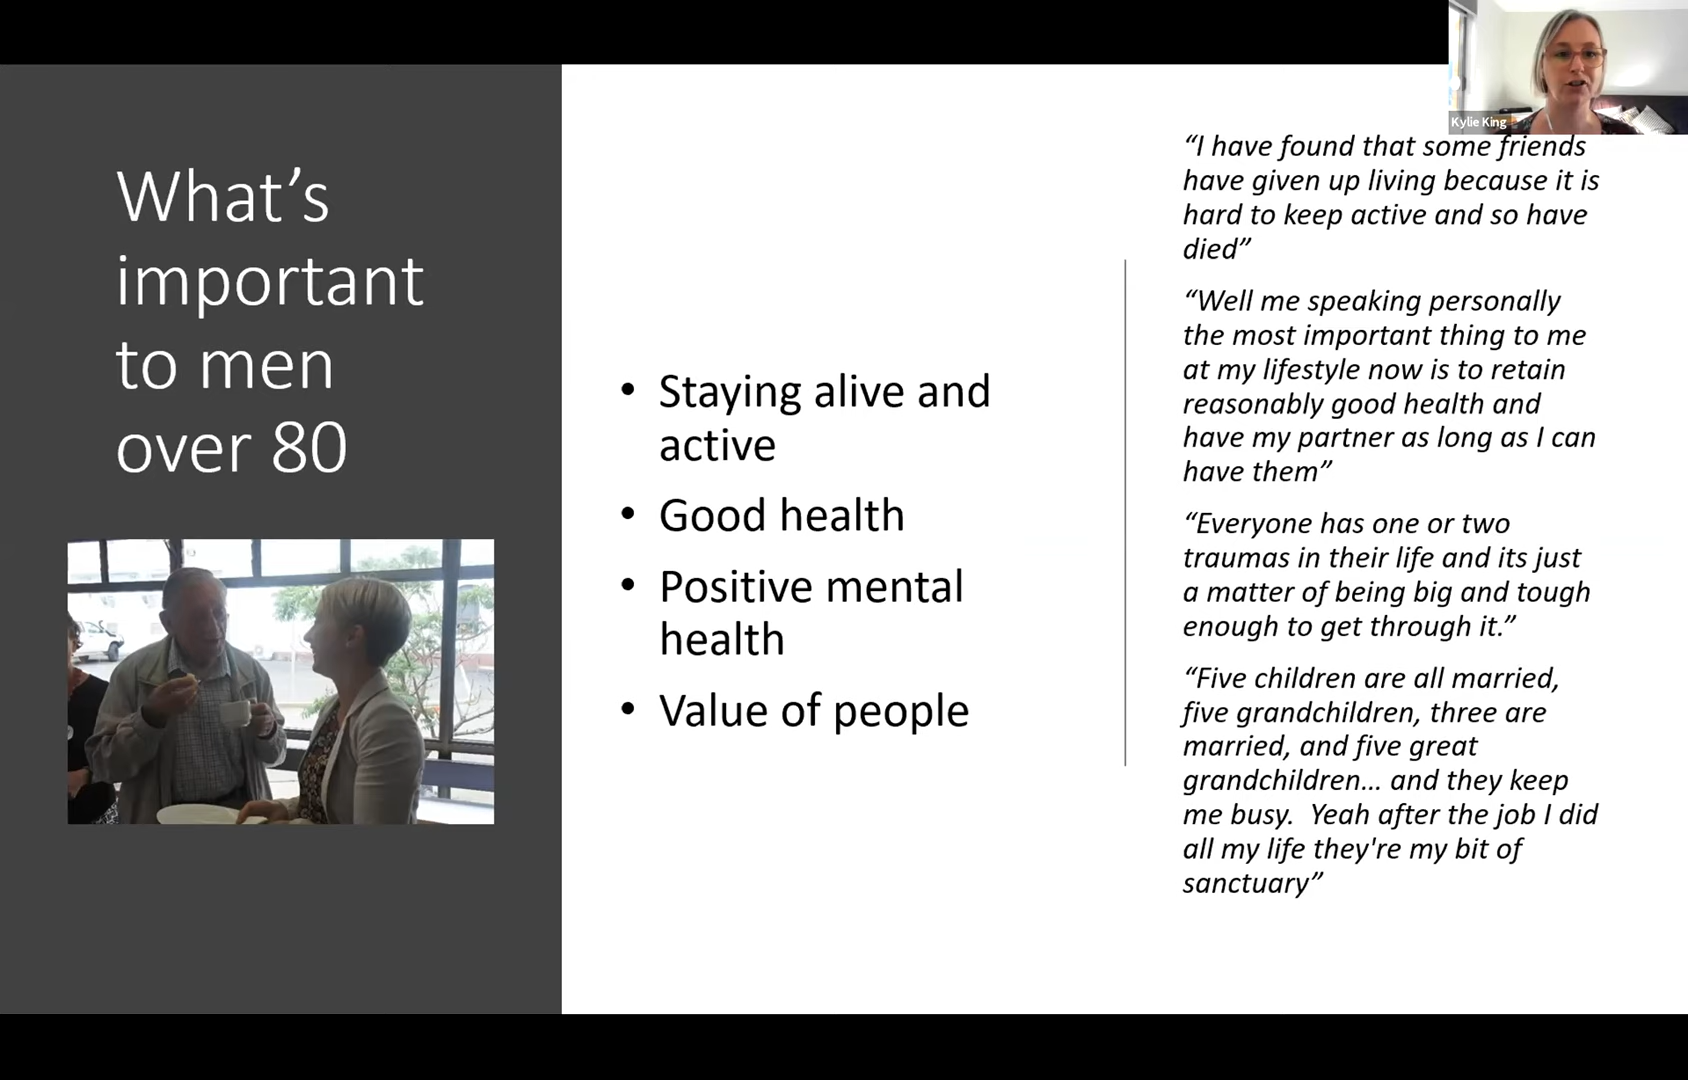 Kylie King
What’s
important
to men
over 80
• Staying alive and
active
• Good health
• Positive mental
health
• Value of people
“I have found that some friends
have given up living because it is
hard to keep active and so have
died”
“Well me speaking personally
the most important thing to me
at my lifestyle now is to retain
reasonably good health and
have my partner as long as I can
have them”
“Everyone has one or two
traumas in their life and its just
a matter of being big and tough
enough to get through it.”
“Five children are all married,
five grandchildren, three are
married, and five great
grandchildren… and they keep
me busy.  Yeah after the job I did
all my life they're my bit of
sanctuary”